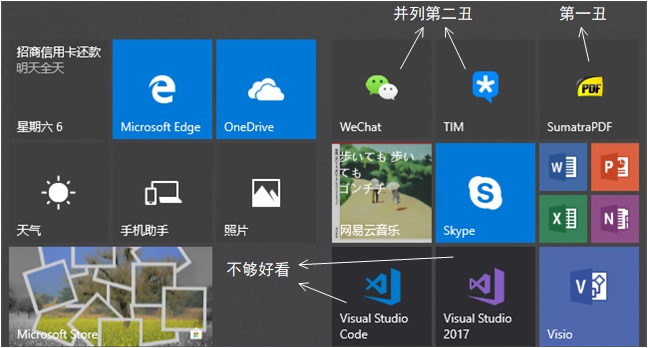 并列第二丑
第一丑
招商信用卡还款
明天全天
星期六 6
Microsoft Edge
OneDrive
WeChat
TIM
PDF
SumatraPDF
天气
手机助手
照片
歩いても 歩い
ても
ゴンチチ
网易云音乐
Skype
W
P
X
N
Microsoft Store
不够好看
Visual Studio
Code
Visual Studio
2017
V
Visio